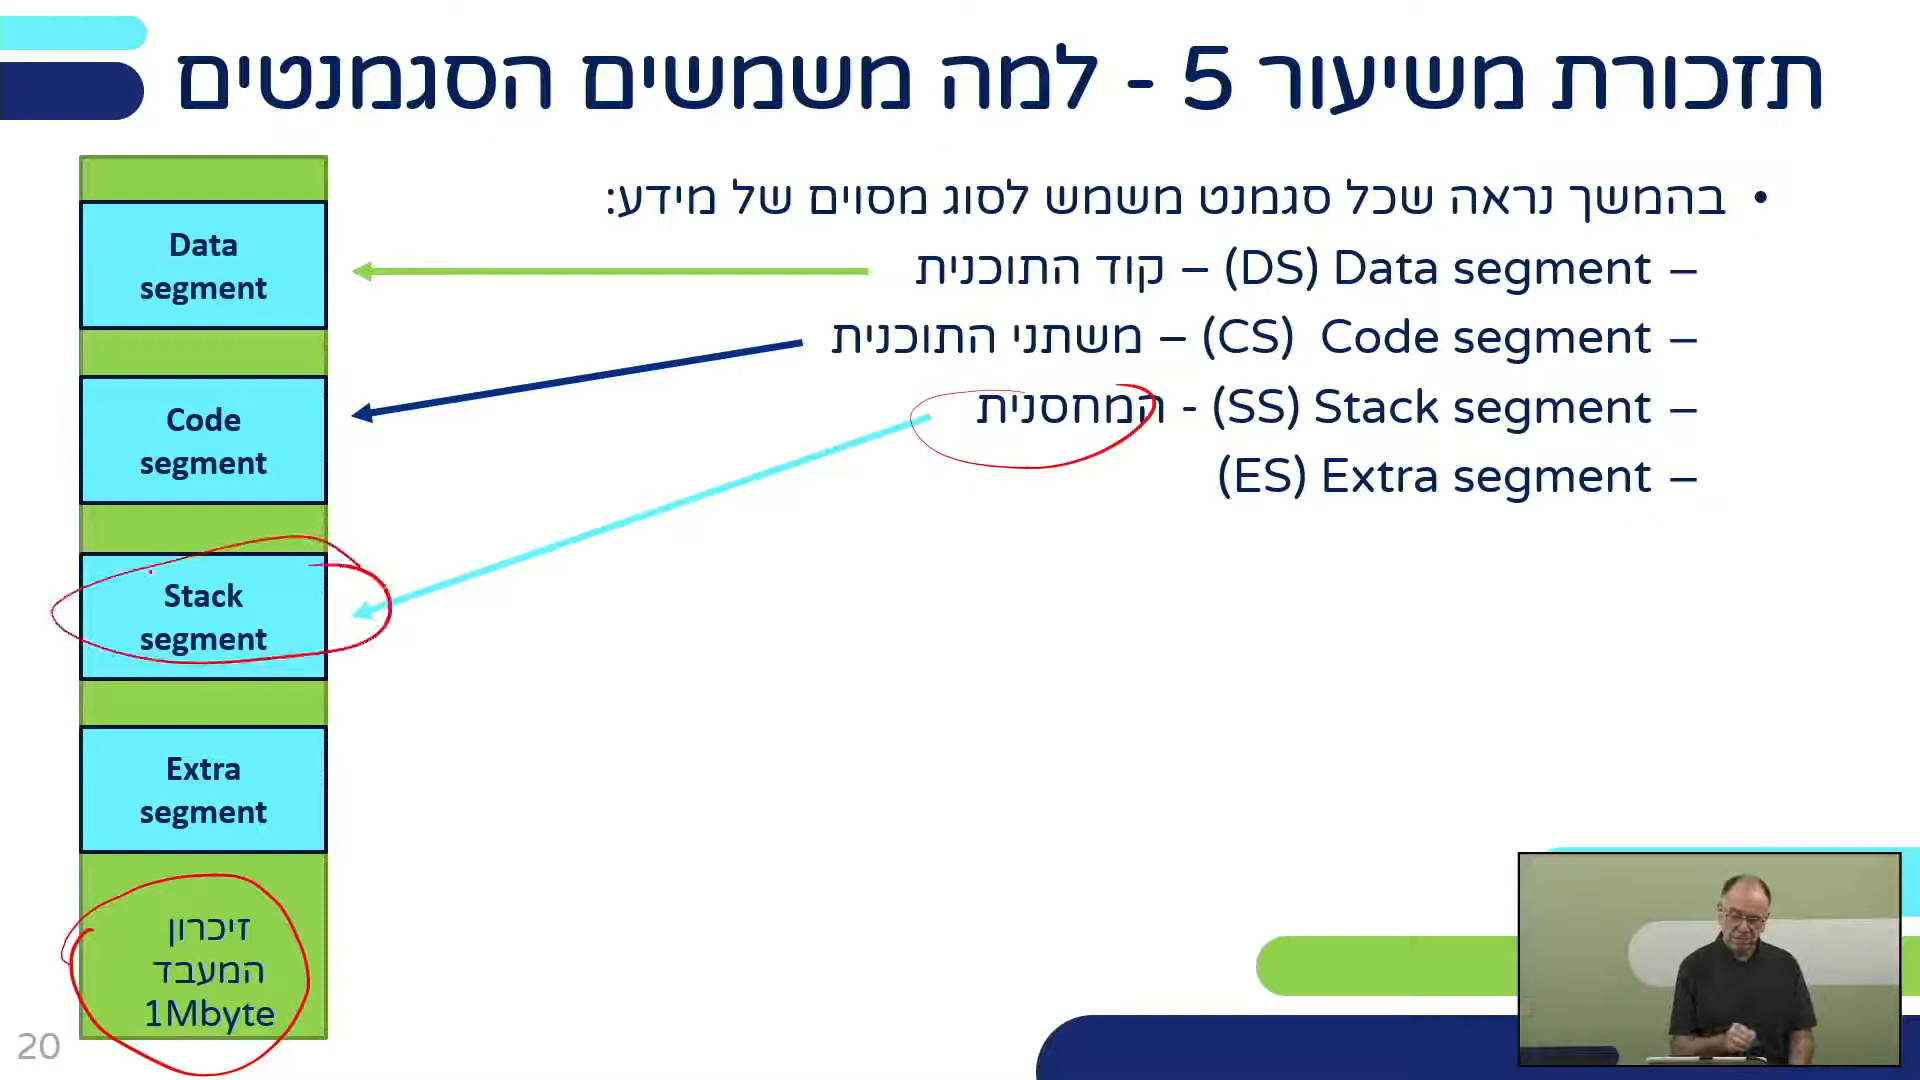 תזכורת משיעור 5 - למה משמשים הסגמנטים
• בהמשך נראה שכל סגמנט משמש לסוג מסוים של מידע:
– Data segment (DS) – קוד התוכנית
– Code segment (CS) – משתני התוכנית
– Stack segment (SS) - המחסנית
– Extra segment (ES)
Data
segment
Code
segment
Stack
segment
Extra
segment
זיכרון
המעבד
1Mbyte
20